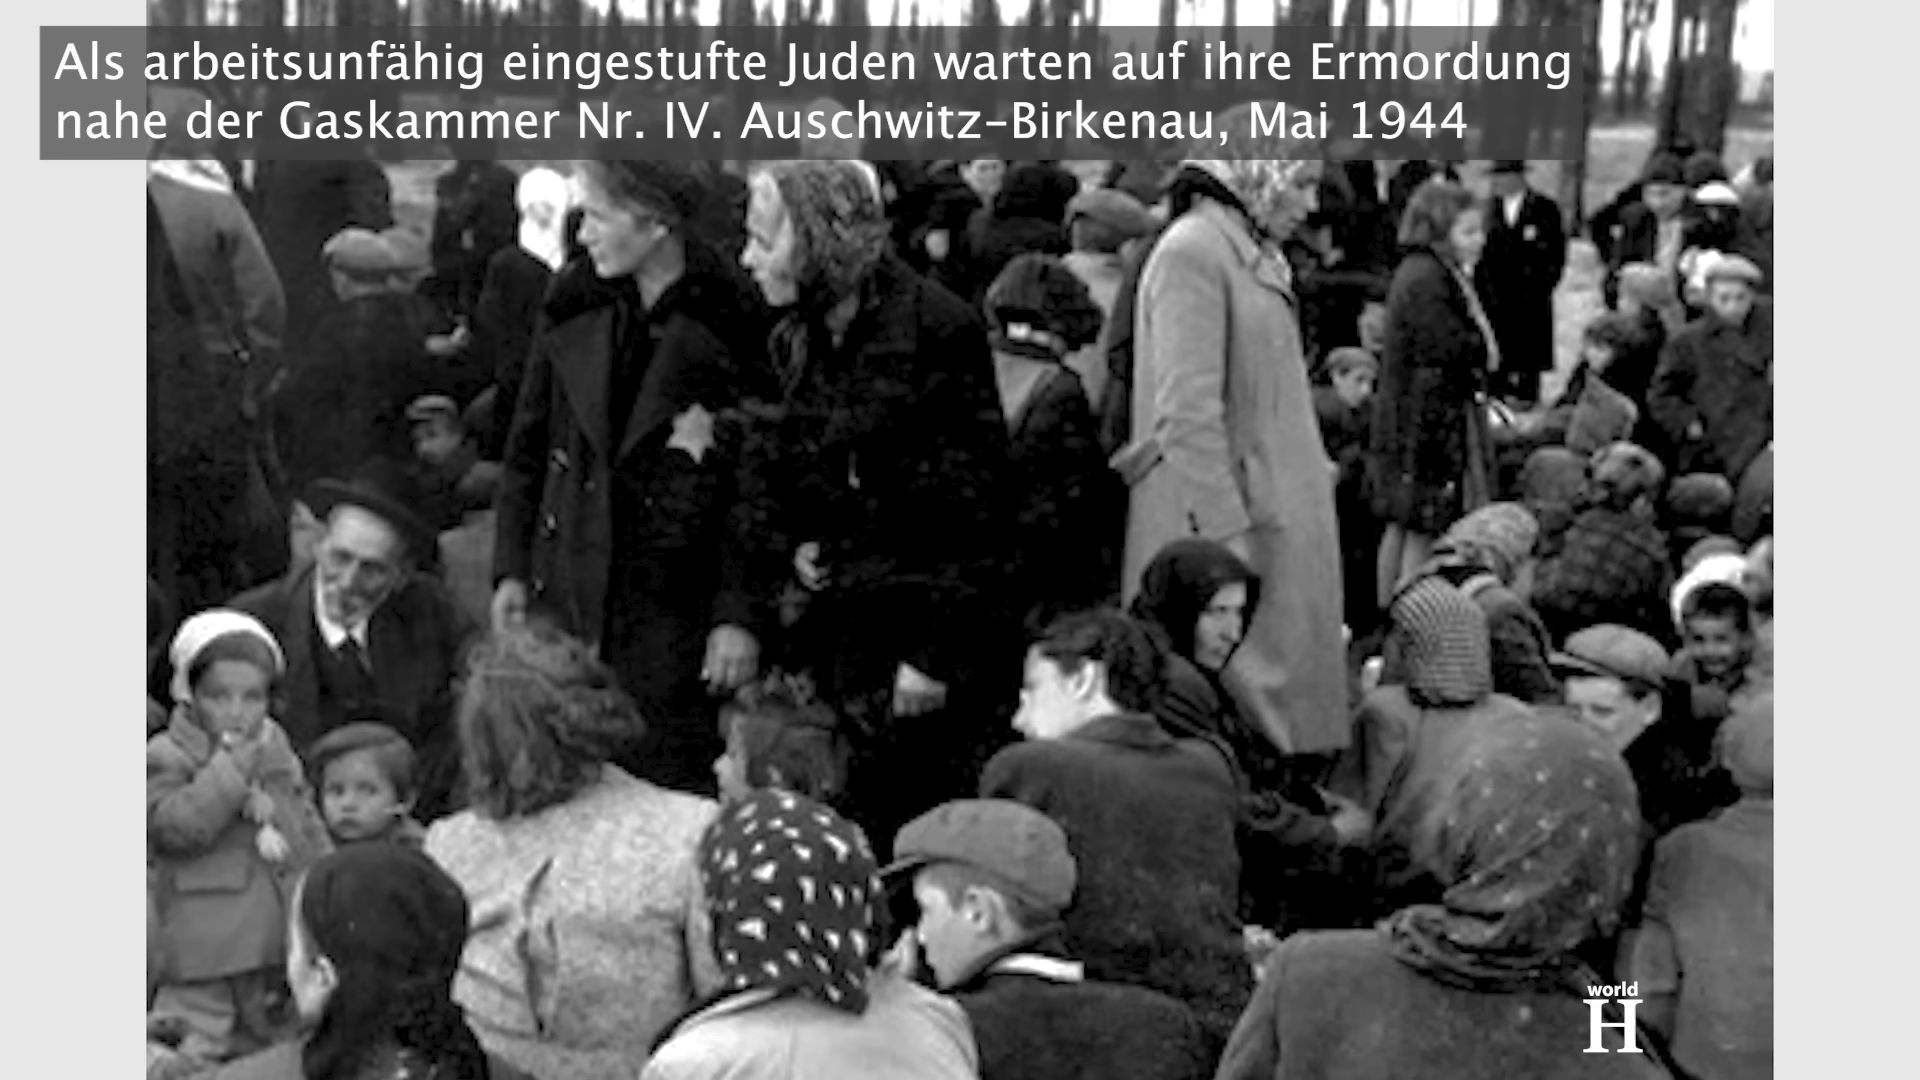 Als arbeitsunfähig eingestufte Juden warten auf ihre Ermordung
nahe der Gaskammer Nr. IV. Auschwitz-Birkenau, Mai 1944
world
H